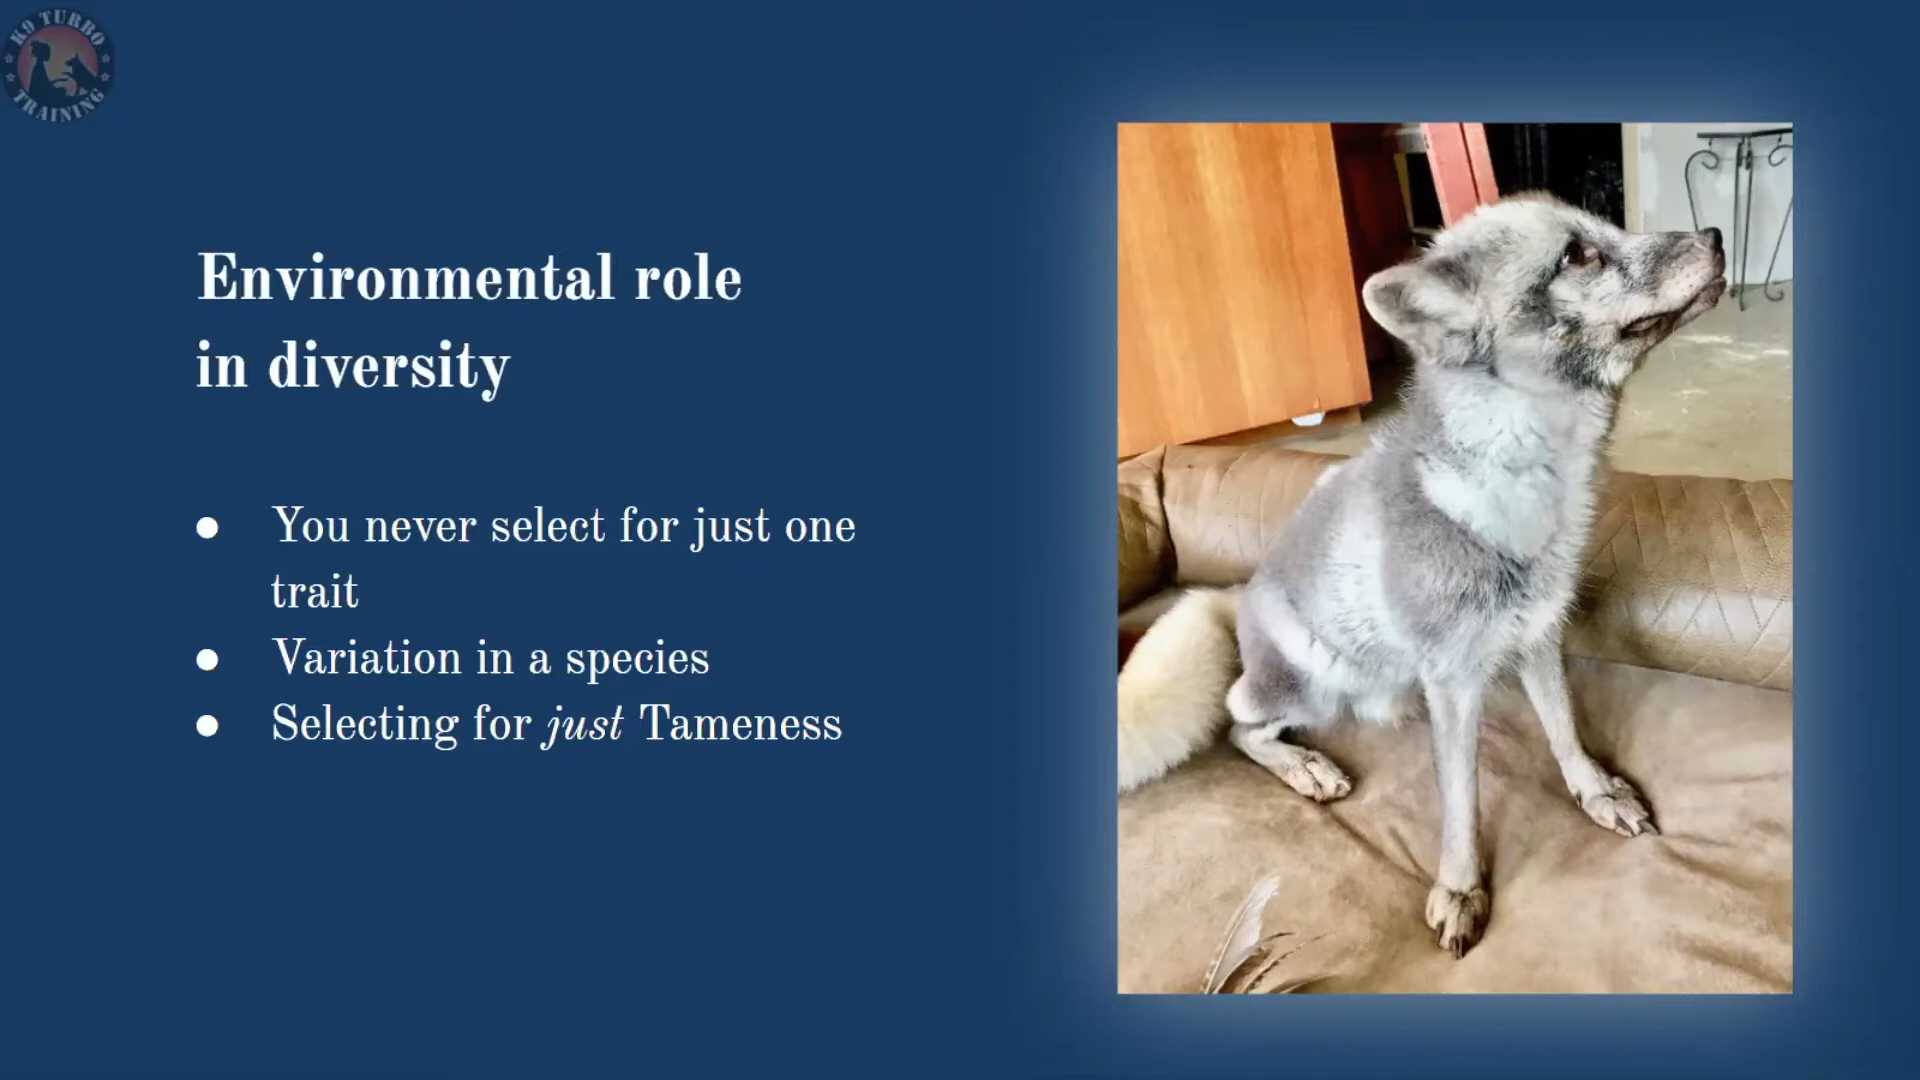 K9 TURBO
TRAINING
Environmental role
in diversity
● You never select for just one
trait
● Variation in a species
● Selecting for just Tameness